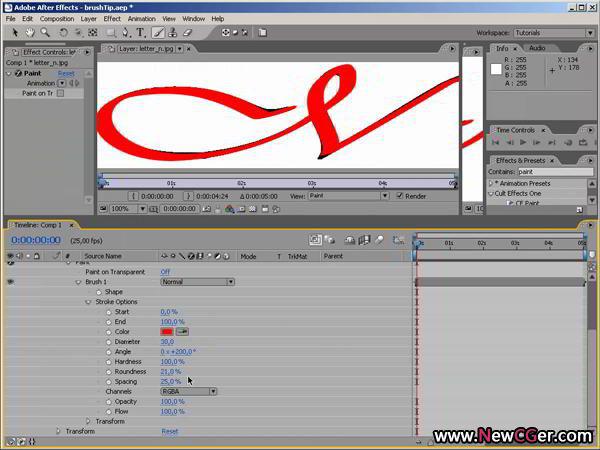 Adobe After Effects - brushTip.aep *
File Edit Composition Layer Effect Animation View Window Help
Workspace: Tutorials
Effect Controls: le
Comp 1 * letter_n.jpg
Paint Reset
Animation
Paint on Tr
Layer: letter_n.jpg
01s 02s 03s 04s 05s
0:00:00:00 0:00:04:24 Δ 0:00:05:00 View: Paint Render
100% 0:00:00:00 100%
Info Audio
R : 255
G : 255
B : 255
A : 255
X : 134
Y : 178
Time Controls
Effects & Presets
Contains: paint
* Animation Presets
Cult Effects One
CE Paint
Timeline: Comp 1
0:00:00:00 (25,00 fps)
# Source Name Mode T TrkMat Parent
01s 02s 03s 04s 05s
Paint
Paint on Transparent Off
Brush 1 Normal
Shape
Stroke Options
Start 0,0 %
End 100,0 %
Color
Diameter 30,0
Angle 0 x +200,0 °
Hardness 100,0 %
Roundness 21,0 %
Spacing 25,0 %
Channels RGBA
Opacity 100,0 %
Flow 100,0 %
Transform
Transform Reset
www.NewCGer.com